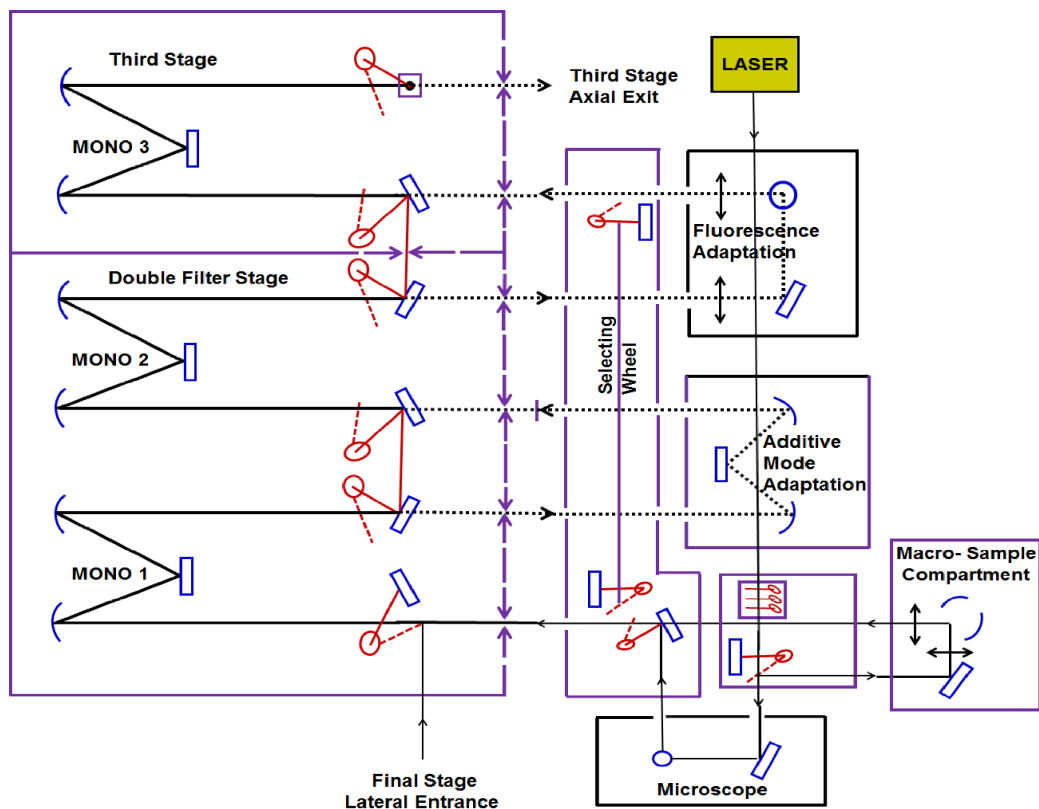 Third Stage
MONO 3
Third Stage
Axial Exit
LASER
Fluorescence
Adaptation
Double Filter Stage
MONO 2
Selecting
Wheel
Additive
Mode
Adaptation
MONO 1
Macro- Sample
Compartment
Final Stage
Lateral Entrance
Microscope